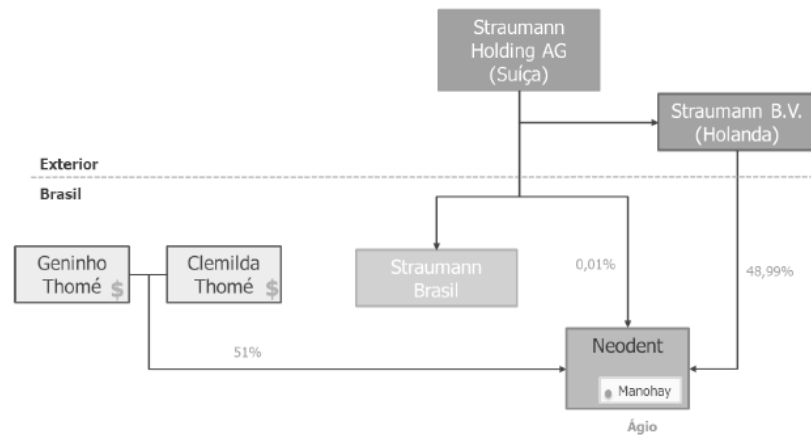 Straumann
Holding AG
(Suíça)
Straumann B.V.
(Holanda)
Exterior
Brasil
Geninho
Thomé $
Clemilda
Thomé $
Straumann
Brasil
0,01%
48,99%
51%
Neodent
Manohay
Ágio